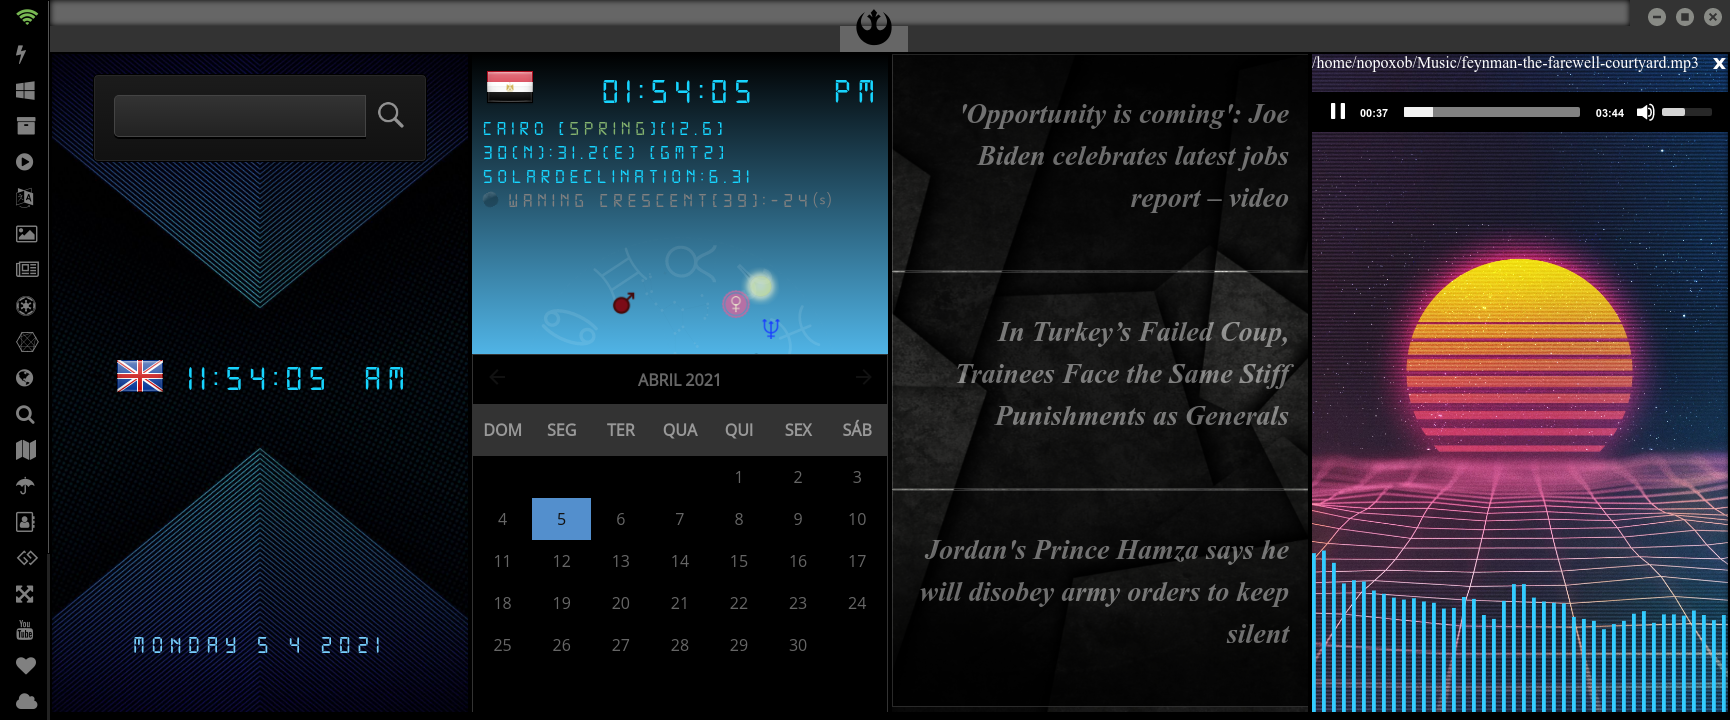 11:54:05 AM
MONDAY 5 4 2021
01:54:05 PM
CAIRO [SPRING][12.6]
30(N):31.2(E) [GMT2]
SOLARDECLINATION:6.31
WANING CRESCENT[39]:-24(s)
ABRIL 2021
DOM SEG TER QUA QUI SEX SÁB
1 2 3
4 5 6 7 8 9 10
11 12 13 14 15 16 17
18 19 20 21 22 23 24
25 26 27 28 29 30
'Opportunity is coming': Joe
Biden celebrates latest jobs
report – video
In Turkey’s Failed Coup,
Trainees Face the Same Stiff
Punishments as Generals
Jordan's Prince Hamza says he
will disobey army orders to keep
silent
/home/nopoxob/Music/feynman-the-farewell-courtyard.mp3 x
00:37 03:44
You
Tube